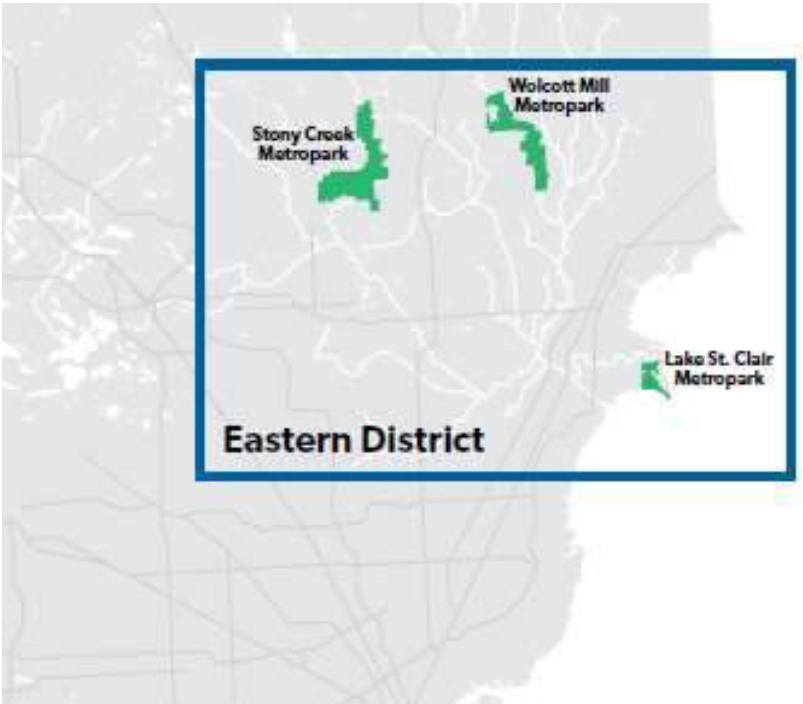 Wolcott Mill
Metropark
Stony Creek
Metropark
Lake St. Clair
Metropark
Eastern District